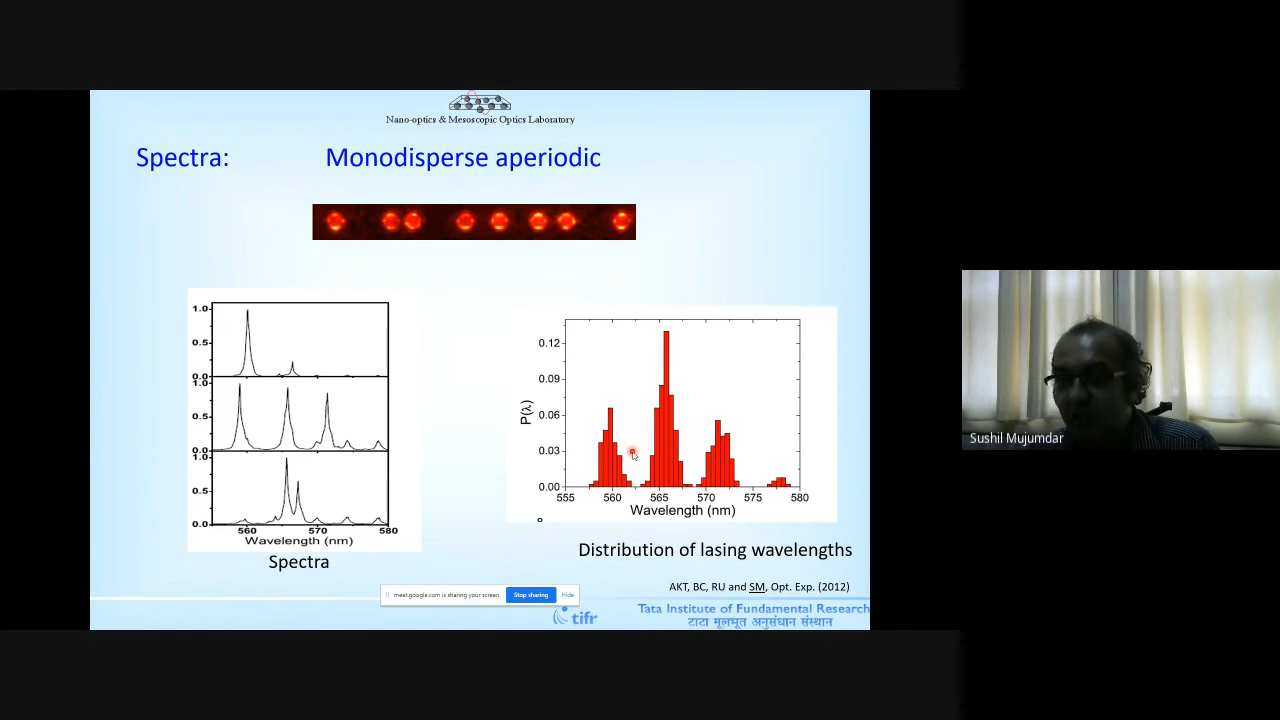 Nano-optics & Mesoscopic Optics Laboratory
Spectra: Monodisperse aperiodic
1.0
0.5
0.0
1.0
0.5
0.0
0.5
0.0
560 570 580
Wavelength (nm)
Spectra
P(λ)
0.12
0.09
0.06
0.03
0.00
555 560 565 570 575 580
Wavelength (nm)
Distribution of lasing wavelengths
AKT, BC, RU and SM, Opt. Exp. (2012)
meet.google.com is sharing your screen. Stop sharing Hide
tifr
Tata Institute of Fundamental Research
टाटा मूलभूत अनुसंधान संस्थान
Sushil Mujumdar